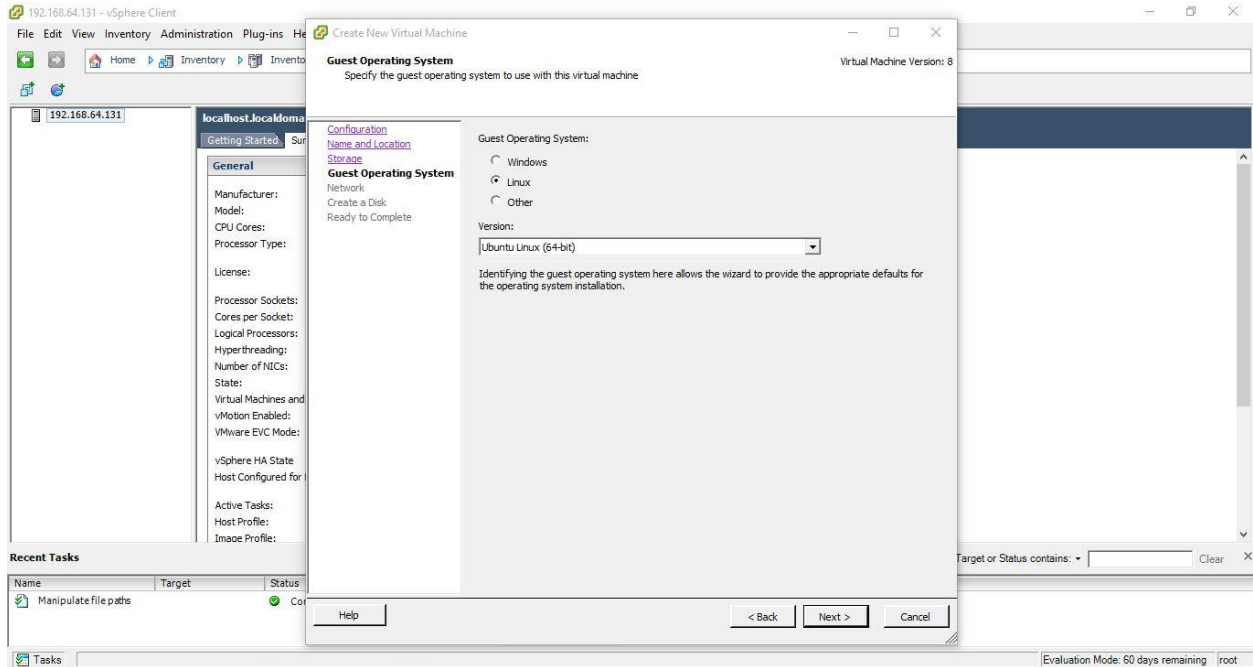 192.168.64.131 - vSphere Client
File Edit View Inventory Administration Plug-ins He
Home Inventory Invento
192.168.64.131
localhost.localdoma
Getting Started Sur
General
Manufacturer:
Model:
CPU Cores:
Processor Type:
License:
Processor Sockets:
Cores per Socket:
Logical Processors:
Hyperthreading:
Number of NICs:
State:
Virtual Machines and
vMotion Enabled:
VMware EVC Mode:
vSphere HA State
Host Configured for
Active Tasks:
Host Profile:
Image Profile:
Create New Virtual Machine
Guest Operating System
Specify the guest operating system to use with this virtual machine
Virtual Machine Version: 8
Configuration
Name and Location
Storage
Guest Operating System
Network
Create a Disk
Ready to Complete
Guest Operating System:
Windows
Linux
Other
Version:
Ubuntu Linux (64-bit)
Identifying the guest operating system here allows the wizard to provide the appropriate defaults for
the operating system installation.
Help
< Back
Next >
Cancel
Recent Tasks
Target or Status contains:
Clear
Name Target Status
Manipulate file paths Co
Tasks
Evaluation Mode: 60 days remaining root